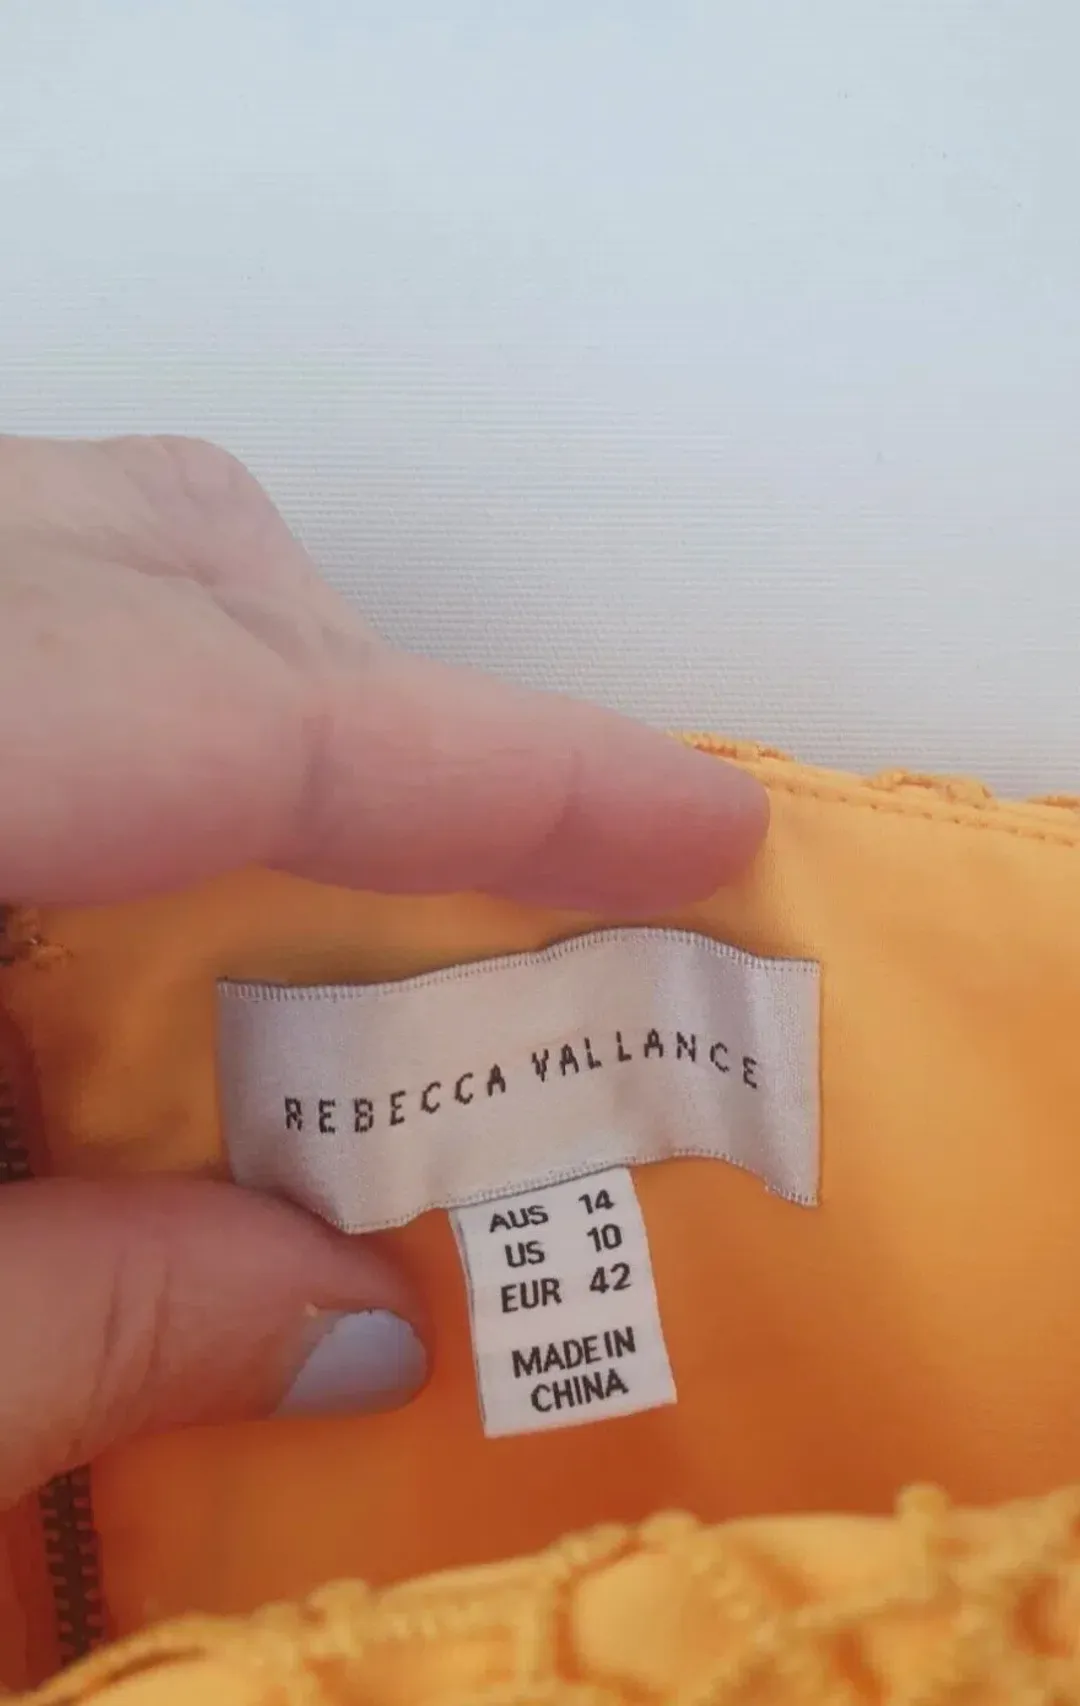 REBECCA VALLANCE
AUS 14
US 10
EUR 42
MADE IN
CHINA